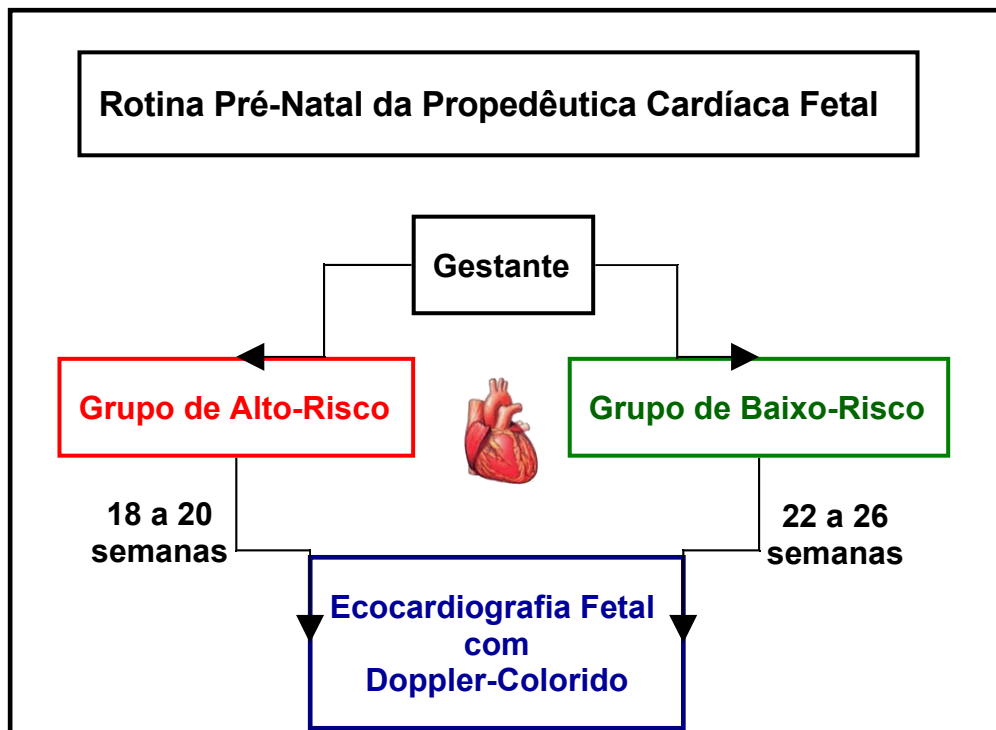 Rotina Pré-Natal da Propedêutica Cardíaca Fetal
Gestante
Grupo de Alto-Risco
Grupo de Baixo-Risco
18 a 20
semanas
22 a 26
semanas
Ecocardiografia Fetal
com
Doppler-Colorido